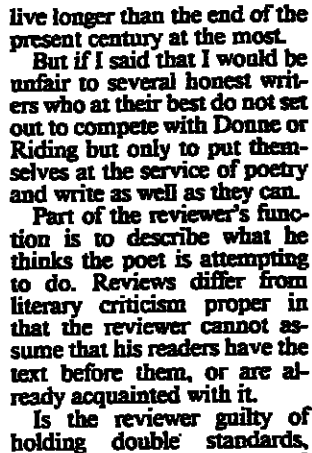 live longer than the end of the
present century at the most.
But if I said that I would be
unfair to several honest writ-
ers who at their best do not set
out to compete with Donne or
Riding but only to put them-
selves at the service of poetry
and write as well as they can.
Part of the reviewer's func-
tion is to describe what he
thinks the poet is attempting
to do. Reviews differ from
literary criticism proper in
that the reviewer cannot as-
sume that his readers have the
text before them, or are al-
ready acquainted with it.
Is the reviewer guilty of
holding double standards,